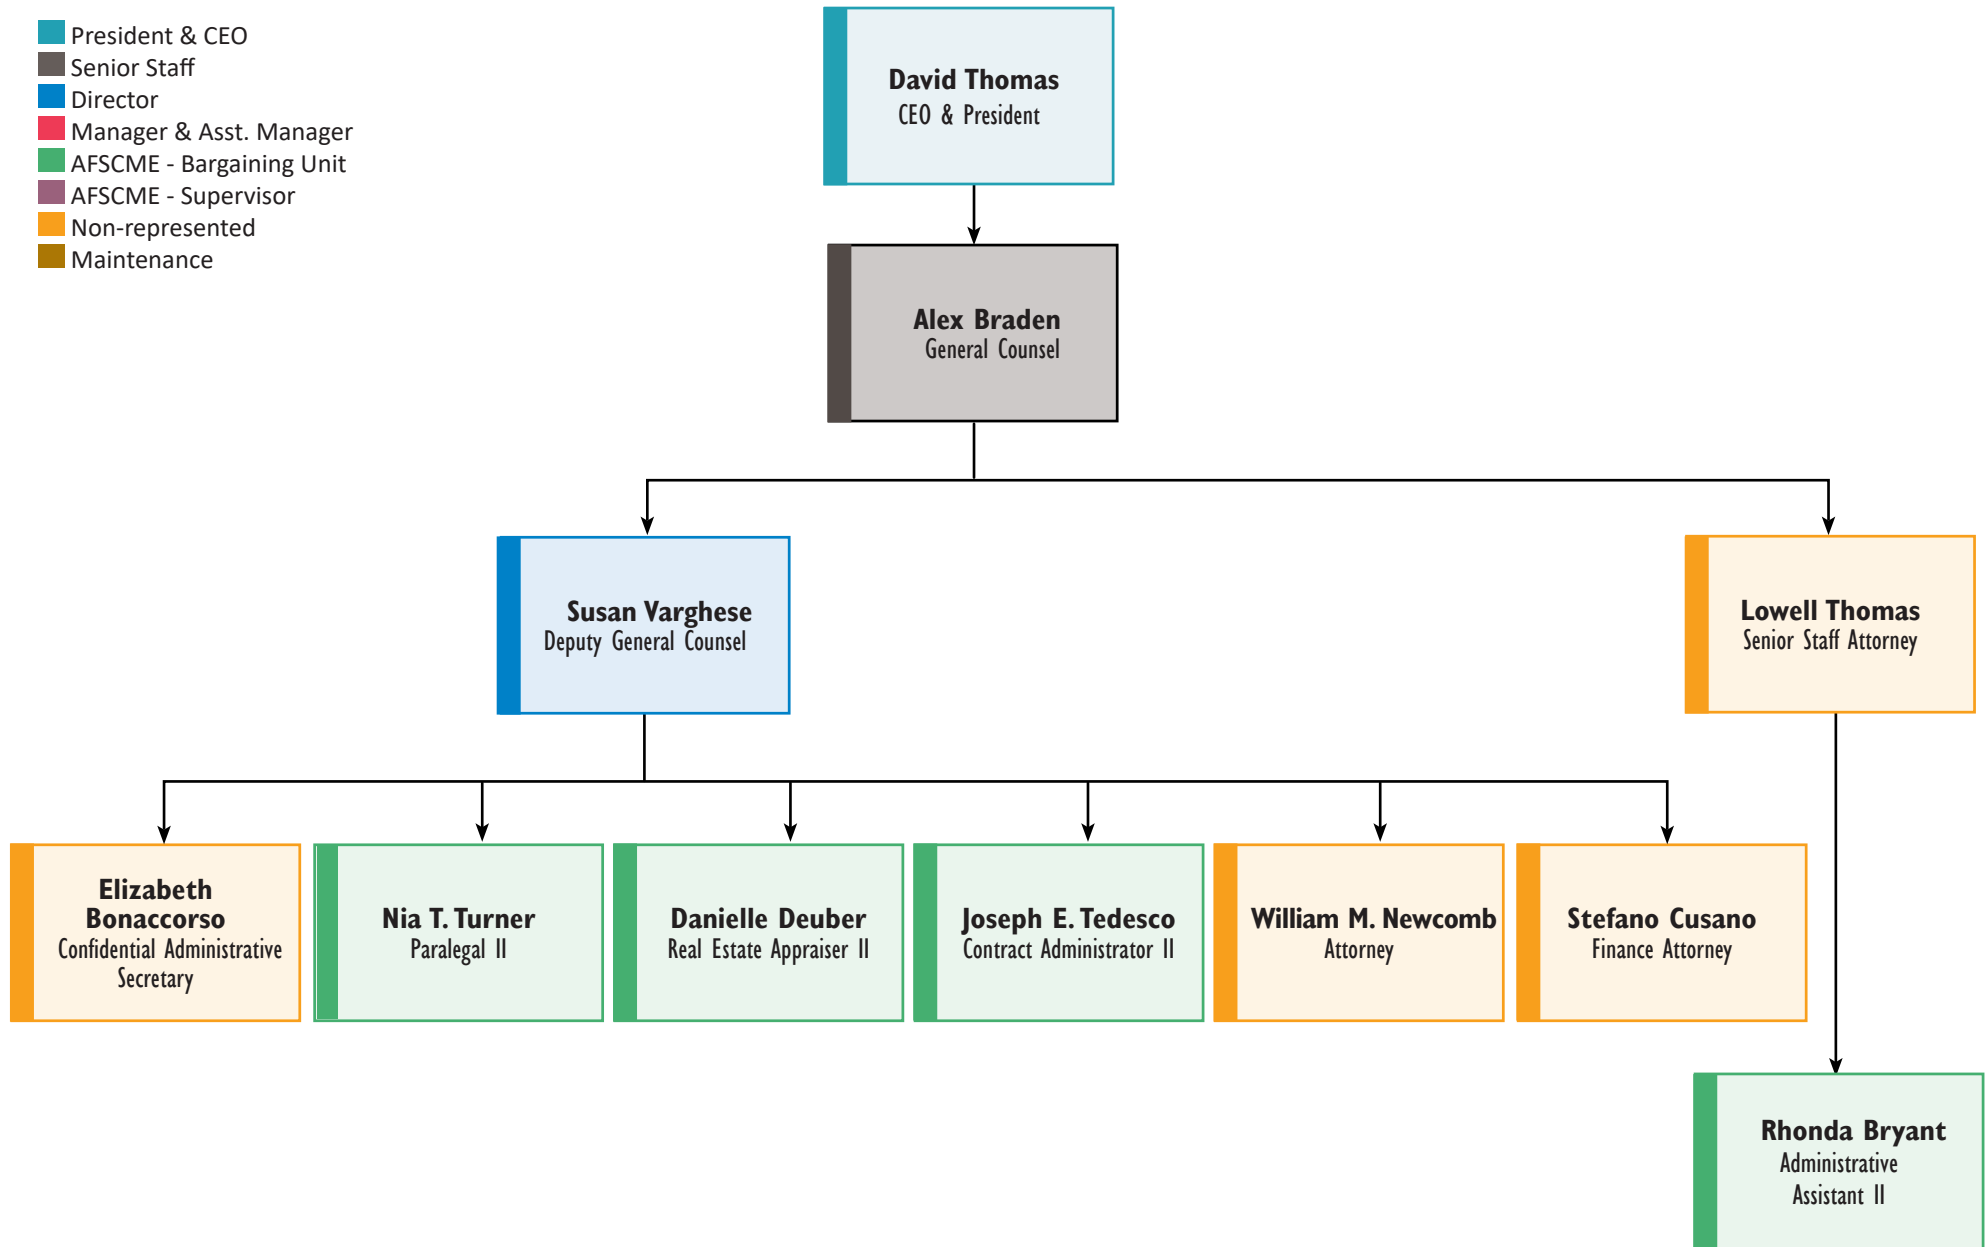 President & CEO
Senior Staff
Director
Manager & Asst. Manager
AFSCME - Bargaining Unit
AFSCME - Supervisor
Non-represented
Maintenance
David Thomas
CEO & President
Alex Braden
General Counsel
Susan Varghese
Deputy General Counsel
Lowell Thomas
Senior Staff Attorney
Elizabeth
Bonaccorso
Confidential Administrative
Secretary
Nia T. Turner
Paralegal II
Danielle Deuber
Real Estate Appraiser II
Joseph E. Tedesco
Contract Administrator II
William M. Newcomb
Attorney
Stefano Cusano
Finance Attorney
Rhonda Bryant
Administrative
Assistant II